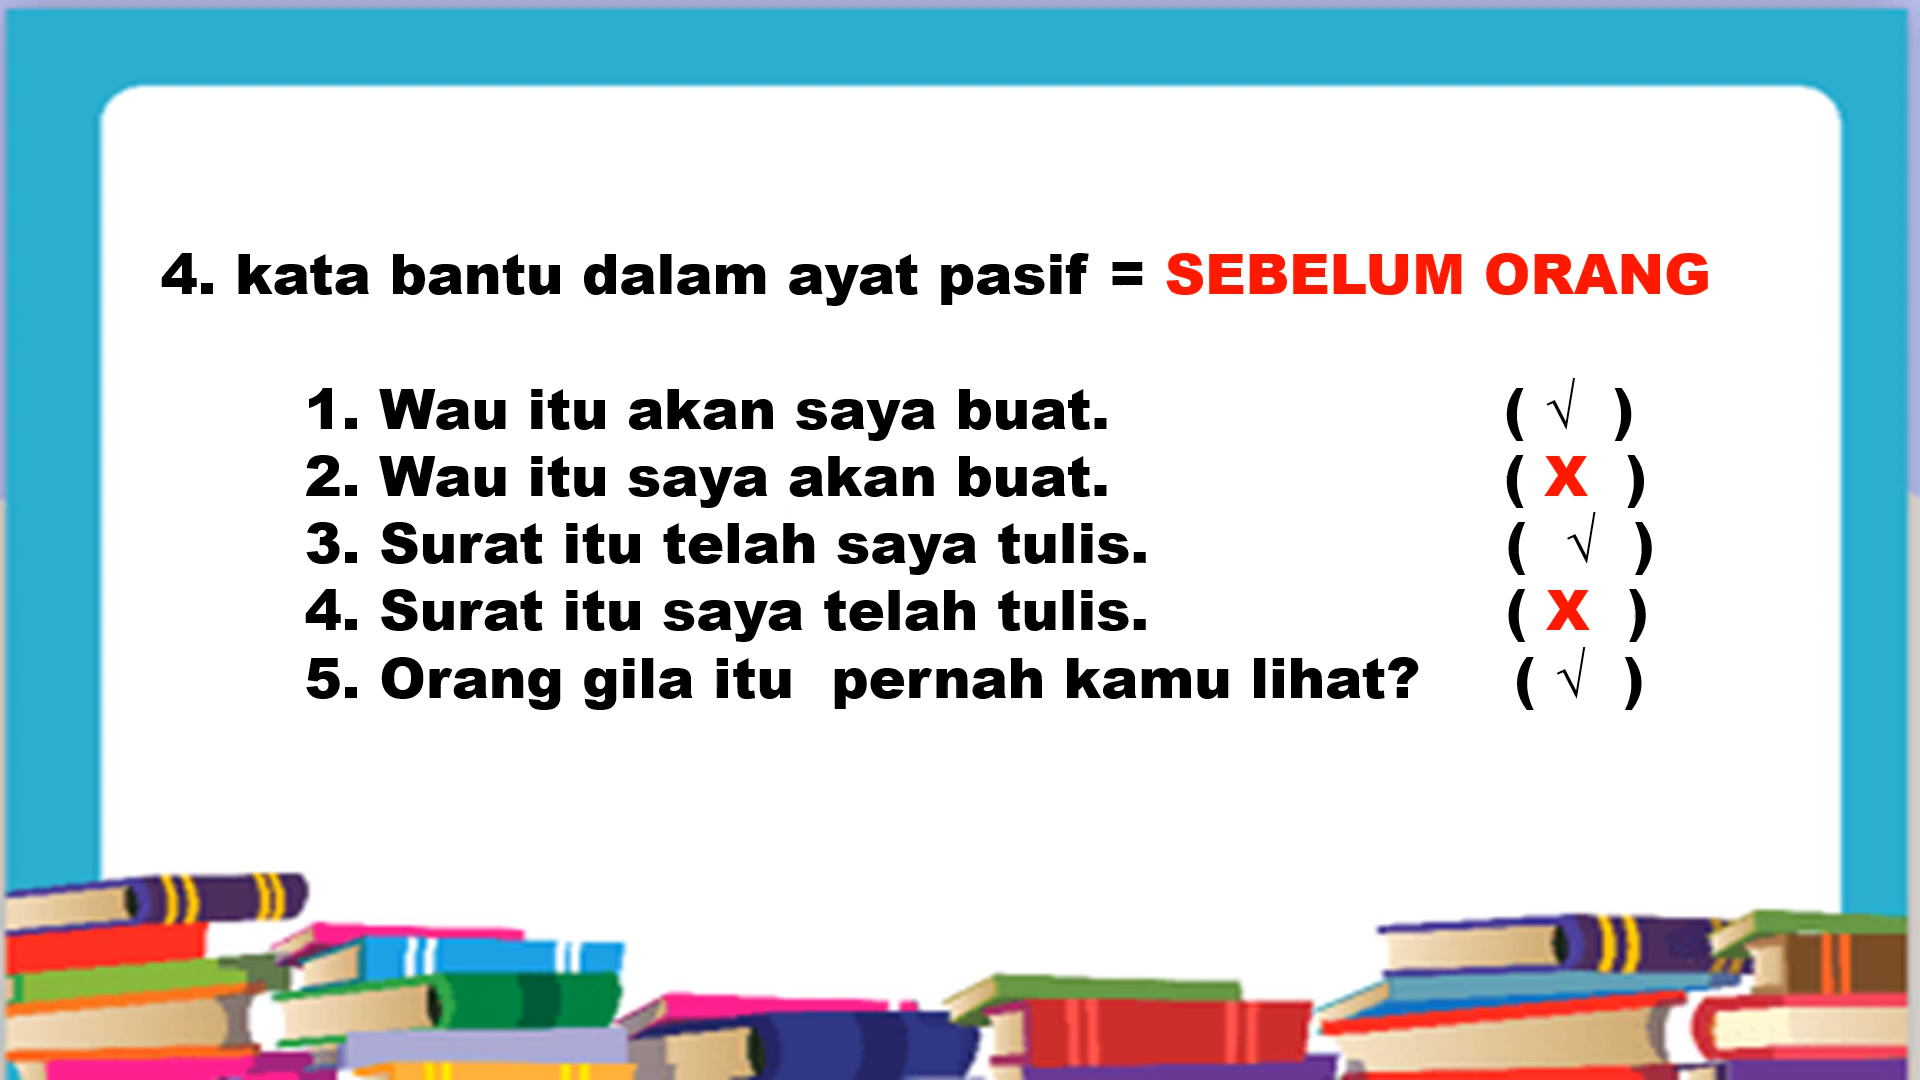 4. kata bantu dalam ayat pasif = SEBELUM ORANG
1. Wau itu akan saya buat. ( √ )
2. Wau itu saya akan buat. ( X )
3. Surat itu telah saya tulis. ( √ )
4. Surat itu saya telah tulis. ( X )
5. Orang gila itu  pernah kamu lihat? ( √ )